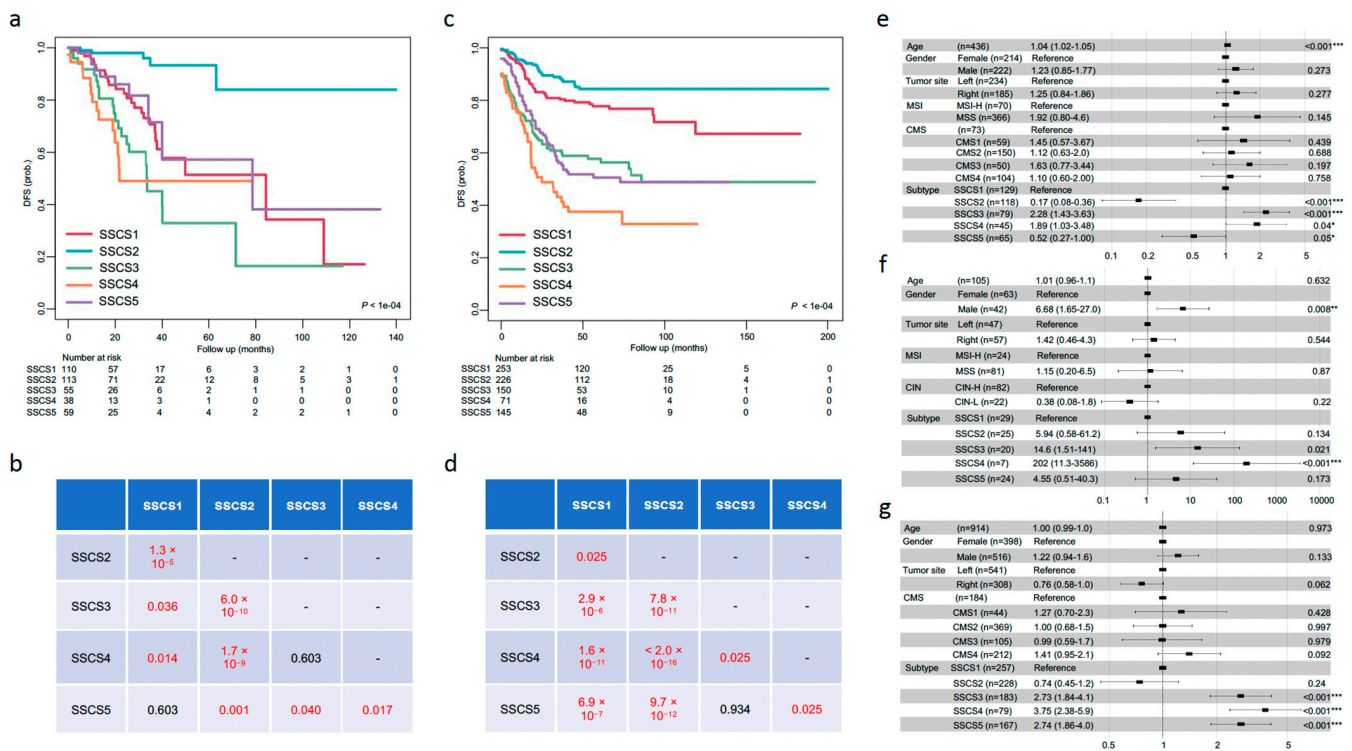 a
1.0
0.8
0.6
0.4
0.2
0.0
DFS (prob.)
SSCS1
SSCS2
SSCS3
SSCS4
SSCS5
P < 1e-04
0 20 40 60 80 100 120 140
Follow up (months)
Number at risk
SSCS1 110 57 17 6 3 2 1 0
SSCS2 113 71 22 12 8 5 3 1
SSCS3 55 26 6 2 1 1 0 0
SSCS4 38 13 3 1 0 0 0 0
SSCS5 59 25 4 4 2 2 1 0
c
1.0
0.8
0.6
0.4
0.2
0.0
DFS (prob.)
SSCS1
SSCS2
SSCS3
SSCS4
SSCS5
P < 1e-04
0 50 100 150 200
Follow up (months)
Number at risk
SSCS1 253 120 25 5 0
SSCS2 226 112 18 4 1
SSCS3 150 53 10 1 0
SSCS4 71 16 4 0 0
SSCS5 145 48 9 0 0
b
SSCS1 SSCS2 SSCS3 SSCS4
SSCS2 1.3 × 10⁻⁵ - - -
SSCS3 0.036 6.0 × 10⁻¹⁰ - -
SSCS4 0.014 1.7 × 10⁻⁹ 0.603 -
SSCS5 0.603 0.001 0.040 0.017
d
SSCS1 SSCS2 SSCS3 SSCS4
SSCS2 0.025 - - -
SSCS3 2.9 × 10⁻⁶ 7.8 × 10⁻¹¹ - -
SSCS4 1.6 × 10⁻¹¹ < 2.0 × 10⁻¹⁶ 0.025 -
SSCS5 6.9 × 10⁻⁷ 9.7 × 10⁻¹² 0.934 0.025
e
Age (n=436) 1.04 (1.02-1.05) <0.001***
Gender Female (n=214) Reference
Male (n=222) 1.23 (0.85-1.77) 0.273
Tumor site Left (n=234) Reference
Right (n=185) 1.25 (0.84-1.86) 0.277
MSI MSI-H (n=70) Reference
MSS (n=366) 1.92 (0.80-4.6) 0.145
CMS (n=73) Reference
CMS1 (n=59) 1.45 (0.57-3.67) 0.439
CMS2 (n=150) 1.12 (0.63-2.0) 0.688
CMS3 (n=50) 1.63 (0.77-3.44) 0.197
CMS4 (n=104) 1.10 (0.60-2.00) 0.758
Subtype SSCS1 (n=129) Reference
SSCS2 (n=118) 0.17 (0.08-0.36) <0.001***
SSCS3 (n=79) 2.28 (1.43-3.63) <0.001***
SSCS4 (n=45) 1.89 (1.03-3.48) 0.04*
SSCS5 (n=65) 0.52 (0.27-1.00) 0.05*
0.1 0.2 0.5 1 2 5
f
Age (n=105) 1.01 (0.96-1.1) 0.632
Gender Female (n=63) Reference
Male (n=42) 6.68 (1.65-27.0) 0.008**
Tumor site Left (n=47) Reference
Right (n=57) 1.42 (0.46-4.3) 0.544
MSI MSI-H (n=24) Reference
MSS (n=81) 1.15 (0.20-6.5) 0.87
CIN CIN-H (n=82) Reference
CIN-L (n=22) 0.38 (0.08-1.8) 0.22
Subtype SSCS1 (n=29) Reference
SSCS2 (n=25) 5.94 (0.58-61.2) 0.134
SSCS3 (n=20) 14.6 (1.51-141) 0.021
SSCS4 (n=7) 202 (11.3-3586) <0.001***
SSCS5 (n=24) 4.55 (0.51-40.3) 0.173
0.1 1 10 100 1000 10000
g
Age (n=914) 1.00 (0.99-1.0) 0.973
Gender Female (n=398) Reference
Male (n=516) 1.22 (0.94-1.6) 0.133
Tumor site Left (n=541) Reference
Right (n=308) 0.76 (0.58-1.0) 0.062
CMS (n=184) Reference
CMS1 (n=44) 1.27 (0.70-2.3) 0.428
CMS2 (n=369) 1.00 (0.68-1.5) 0.997
CMS3 (n=105) 0.99 (0.59-1.7) 0.979
CMS4 (n=212) 1.41 (0.95-2.1) 0.092
Subtype SSCS1 (n=257) Reference
SSCS2 (n=228) 0.74 (0.45-1.2) 0.24
SSCS3 (n=183) 2.73 (1.84-4.1) <0.001***
SSCS4 (n=79) 3.75 (2.38-5.9) <0.001***
SSCS5 (n=167) 2.74 (1.86-4.0) <0.001***
0.5 1 2 5